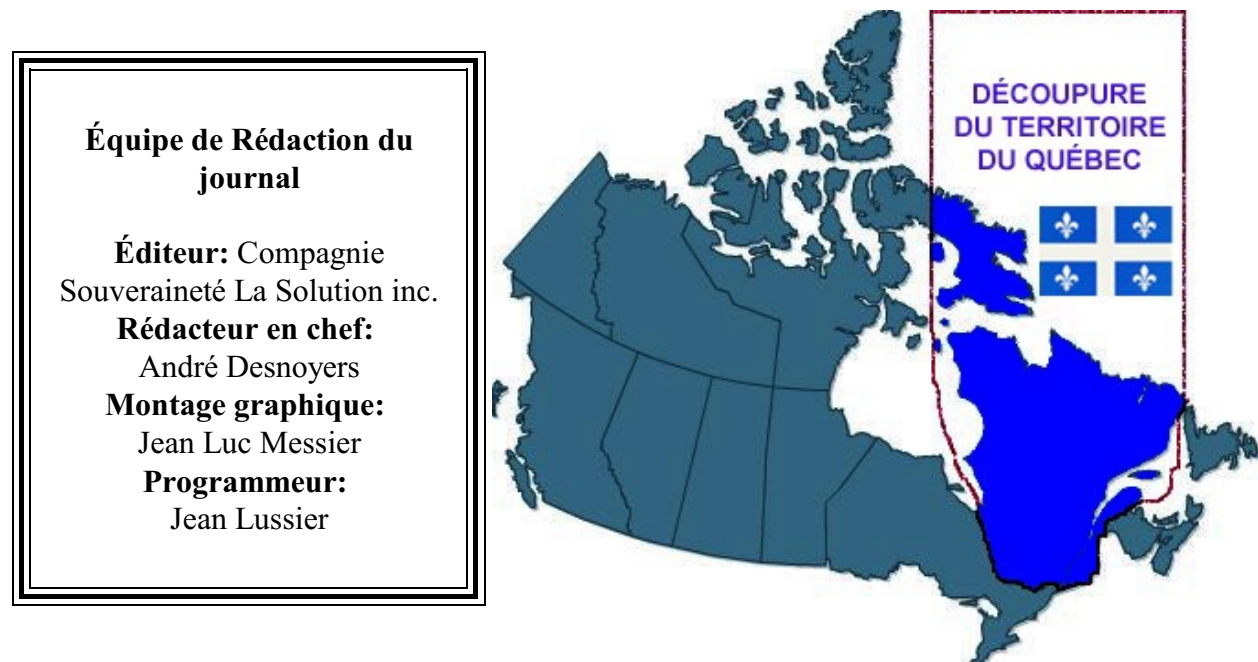 Équipe de Rédaction du
journal
Éditeur: Compagnie
Souveraineté La Solution inc.
Rédacteur en chef:
André Desnoyers
Montage graphique:
Jean Luc Messier
Programmeur:
Jean Lussier
DÉCOUPURE
DU TERRITOIRE
DU QUÉBEC